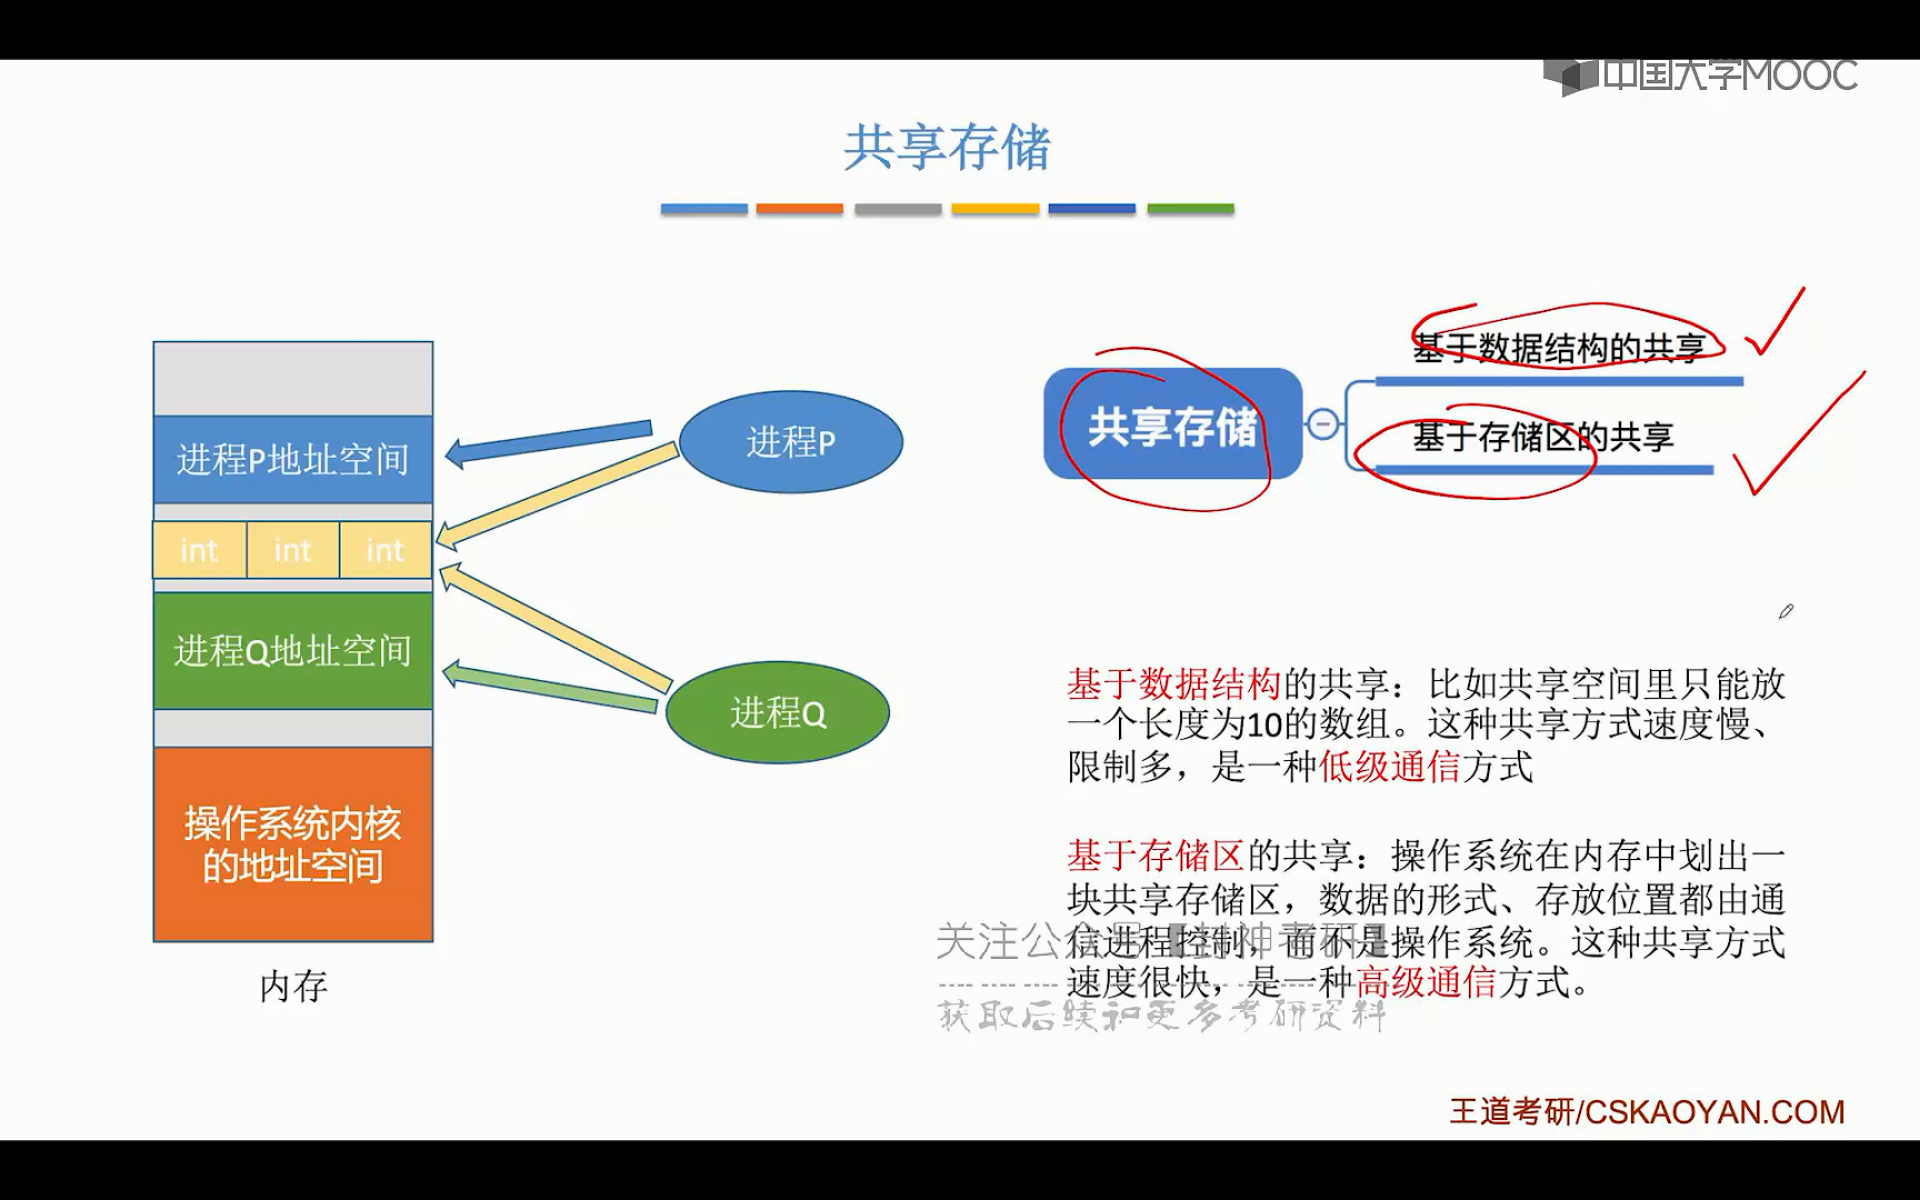 中国大学MOOC
共享存储
进程P地址空间
int int int
进程Q地址空间
操作系统内核
的地址空间
内存
进程P
进程Q
共享存储
基于数据结构的共享
基于存储区的共享
基于数据结构的共享：比如共享空间里只能放
一个长度为10的数组。这种共享方式速度慢、
限制多，是一种低级通信方式
基于存储区的共享：操作系统在内存中划出一
块共享存储区，数据的形式、存放位置都由通
信进程控制，而不是操作系统。这种共享方式
速度很快，是一种高级通信方式。
关注公众号【封神考研】
获取后续和更多考研资料
王道考研/CSKAOYAN.COM